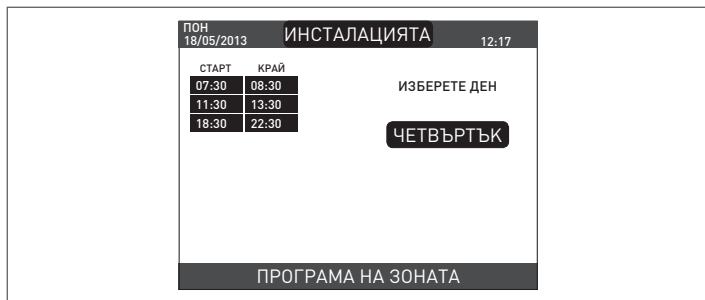 ПОН
18/05/2013
ИНСТАЛАЦИЯТА
12:17
СТАРТ КРАЙ
07:30 08:30
11:30 13:30
18:30 22:30
ИЗБЕРЕТЕ ДЕН
ЧЕТВЪРТЪК
ПРОГРАМА НА ЗОНАТА